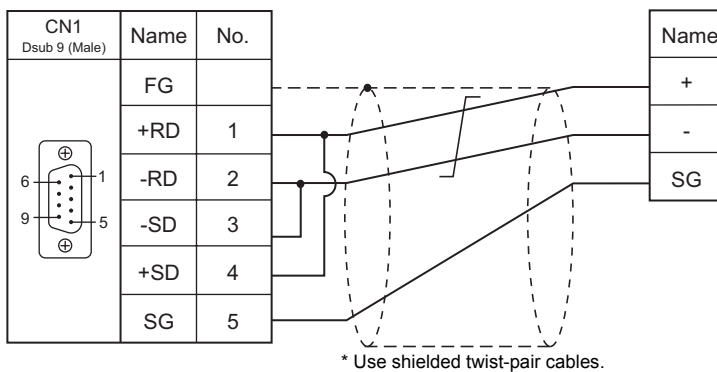 CN1
Dsub 9 (Male)
Name
No.
Name
FG
+
+RD
1
-
-RD
2
SG
-SD
3
+SD
4
SG
5
6
1
9
5
* Use shielded twist-pair cables.